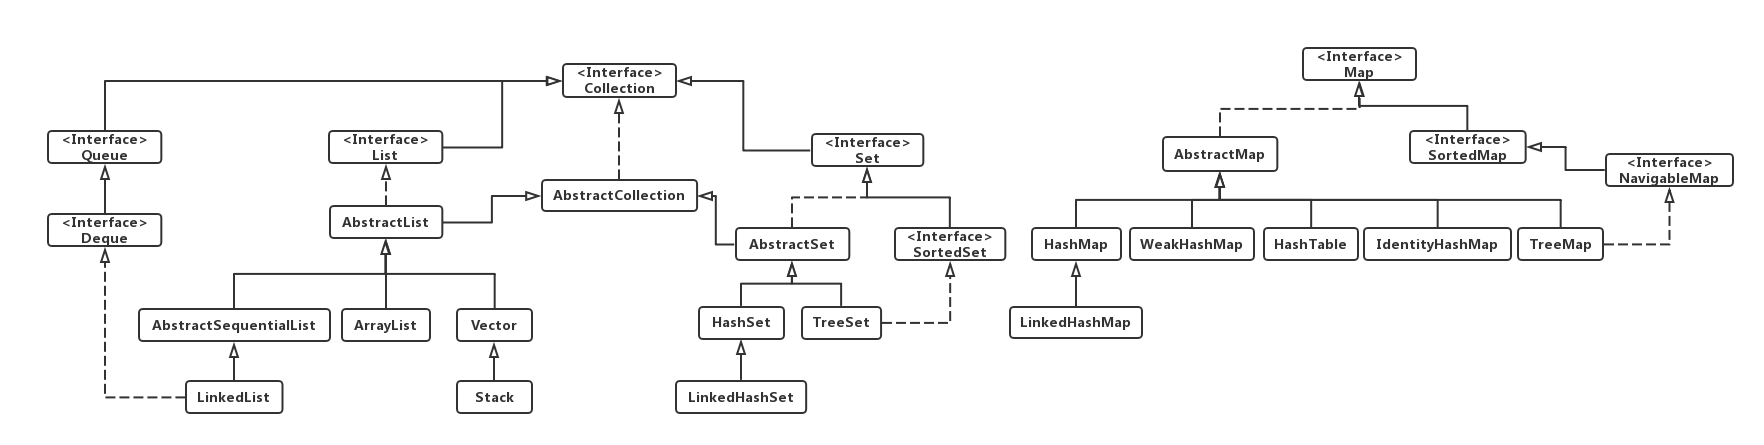 <Interface>
Collection
<Interface>
Map
<Interface>
Queue
<Interface>
List
<Interface>
Set
AbstractMap
<Interface>
SortedMap
<Interface>
NavigableMap
AbstractCollection
<Interface>
Deque
AbstractList
AbstractSet
<Interface>
SortedSet
HashMap
WeakHashMap
HashTable
IdentityHashMap
TreeMap
AbstractSequentialList
ArrayList
Vector
HashSet
TreeSet
LinkedHashMap
LinkedList
Stack
LinkedHashSet